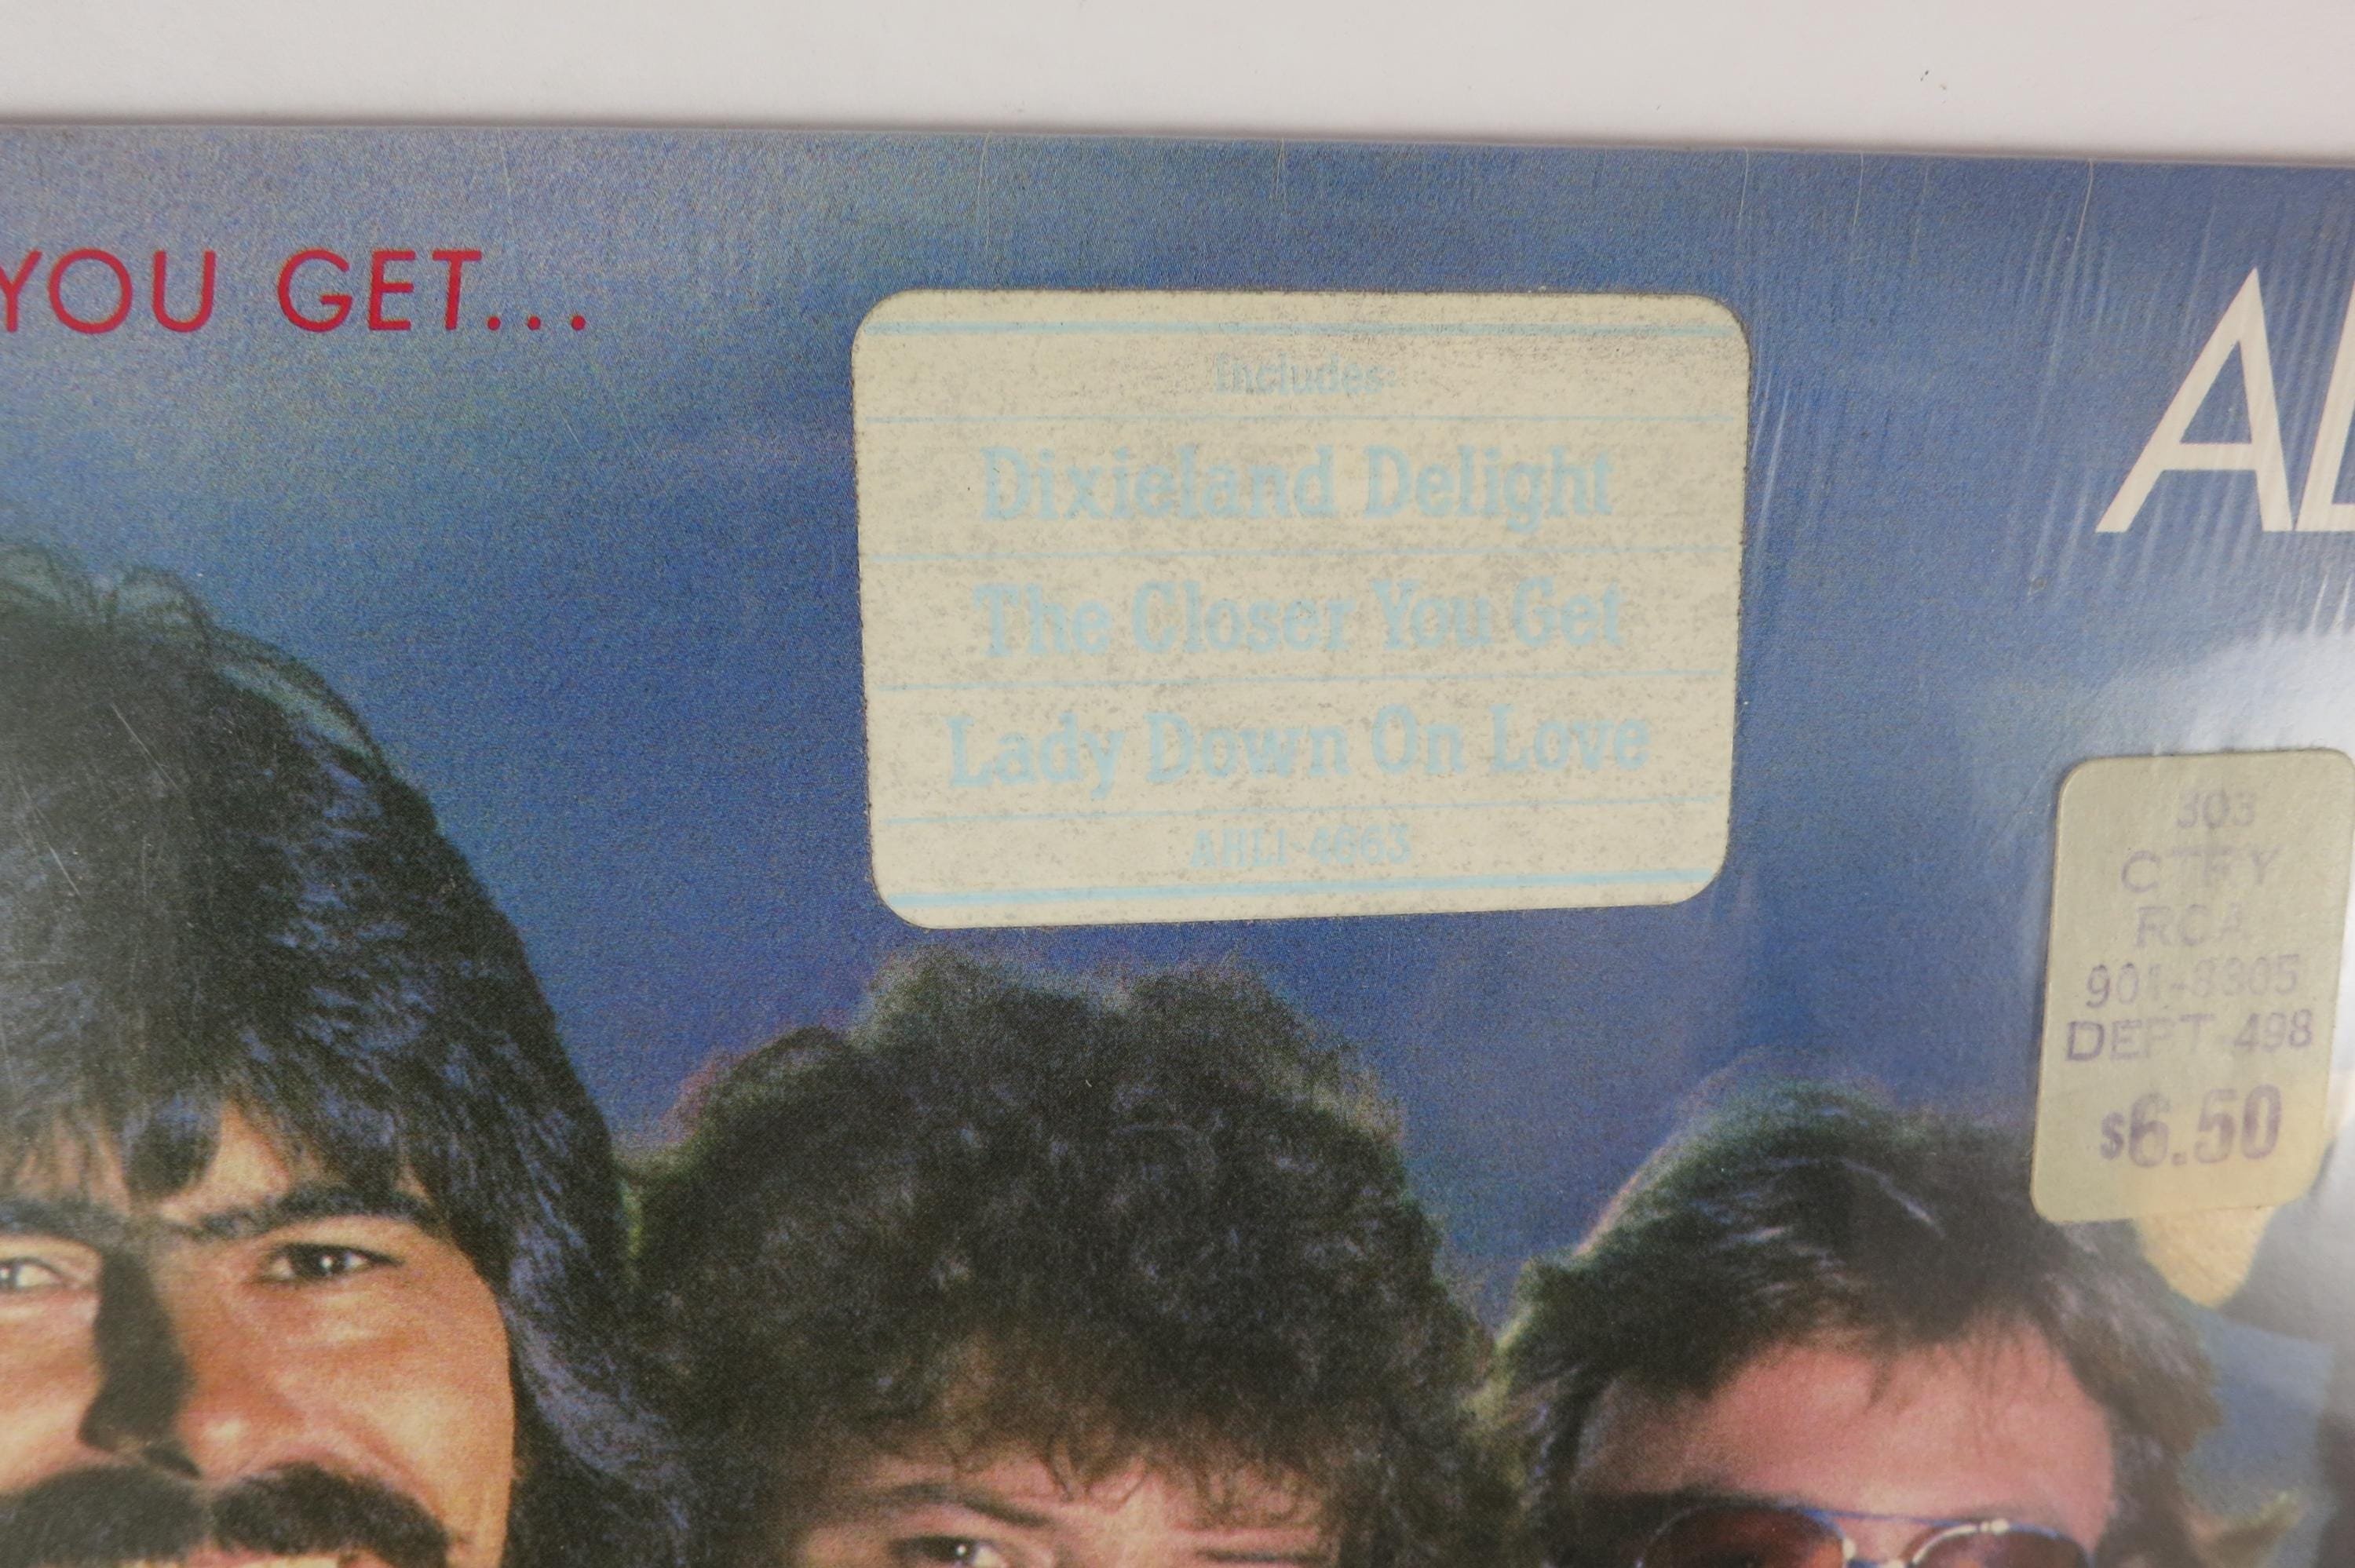 YOU GET...
AL
Includes:
Dixieland Delight
The Closer You Get
Lady Down On Love
AHL1-4663
303
CTRY
RCA
901-8905
DEPT 498
$6.50